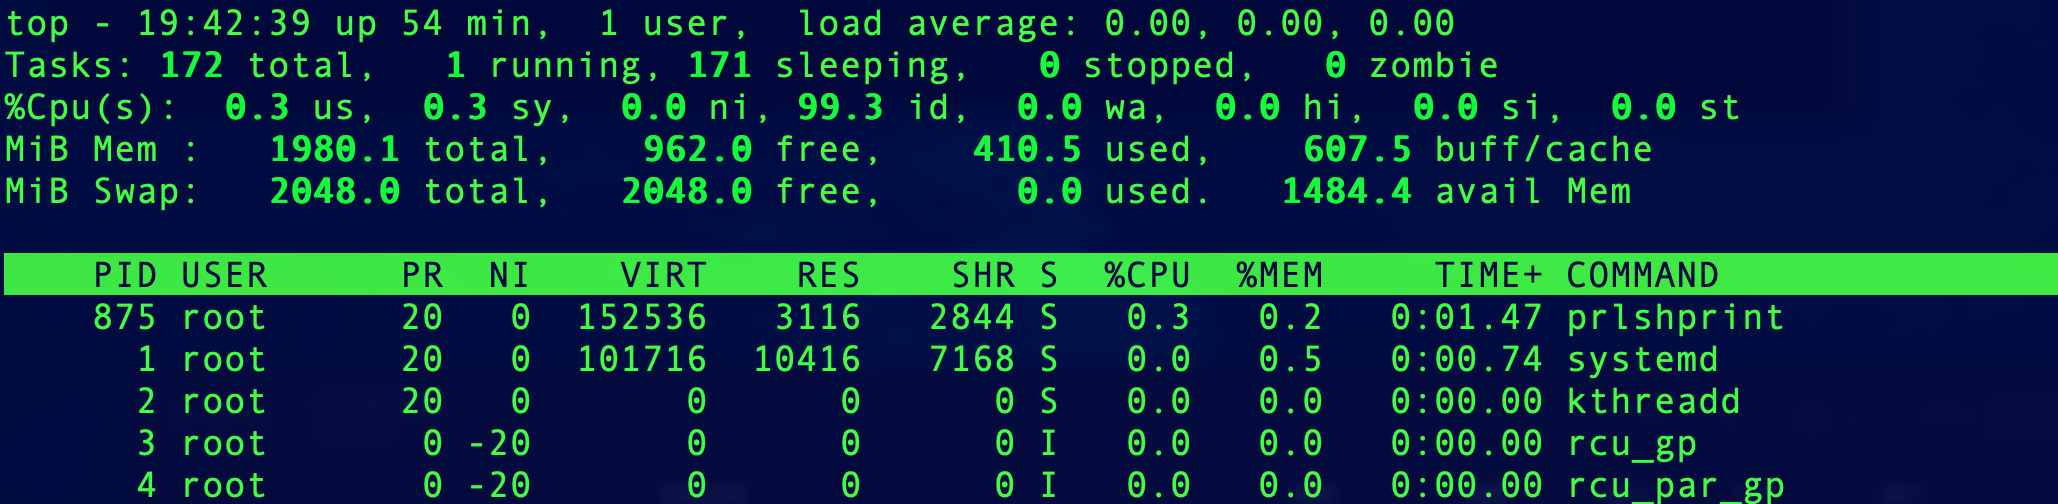 top - 19:42:39 up 54 min,  1 user,  load average: 0.00, 0.00, 0.00
Tasks: 172 total,   1 running, 171 sleeping,   0 stopped,   0 zombie
%Cpu(s):  0.3 us,  0.3 sy,  0.0 ni, 99.3 id,  0.0 wa,  0.0 hi,  0.0 si,  0.0 st
MiB Mem :   1980.1 total,    962.0 free,    410.5 used,    607.5 buff/cache
MiB Swap:   2048.0 total,   2048.0 free,      0.0 used.   1484.4 avail Mem
    PID USER      PR  NI    VIRT    RES    SHR S  %CPU  %MEM     TIME+ COMMAND
    875 root      20   0  152536   3116   2844 S   0.3   0.2   0:01.47 prlshprint
      1 root      20   0  101716  10416   7168 S   0.0   0.5   0:00.74 systemd
      2 root      20   0       0      0      0 S   0.0   0.0   0:00.00 kthreadd
      3 root       0 -20       0      0      0 I   0.0   0.0   0:00.00 rcu_gp
      4 root       0 -20       0      0      0 I   0.0   0.0   0:00.00 rcu_par_gp